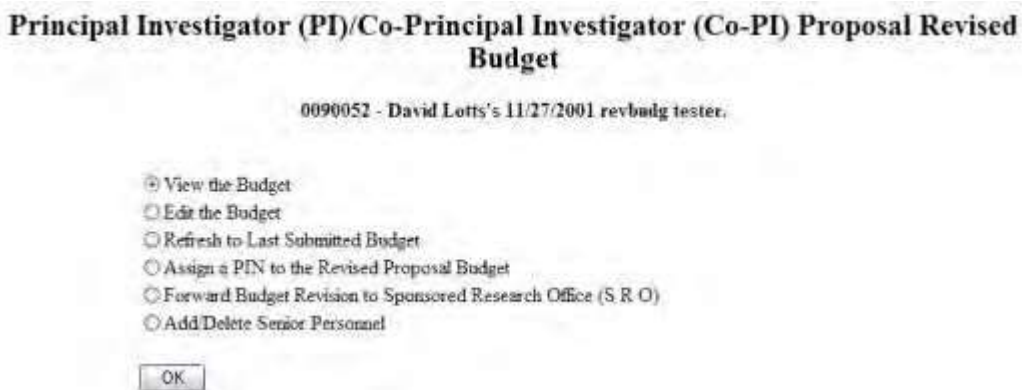 Principal Investigator (PI)/Co-Principal Investigator (Co-PI) Proposal Revised
Budget
0090052 - David Lotts's 11/27/2001 revbudg tester.
View the Budget
Edit the Budget
Refresh to Last Submitted Budget
Assign a PIN to the Revised Proposal Budget
Forward Budget Revision to Sponsored Research Office (S R O)
Add/Delete Senior Personnel
OK